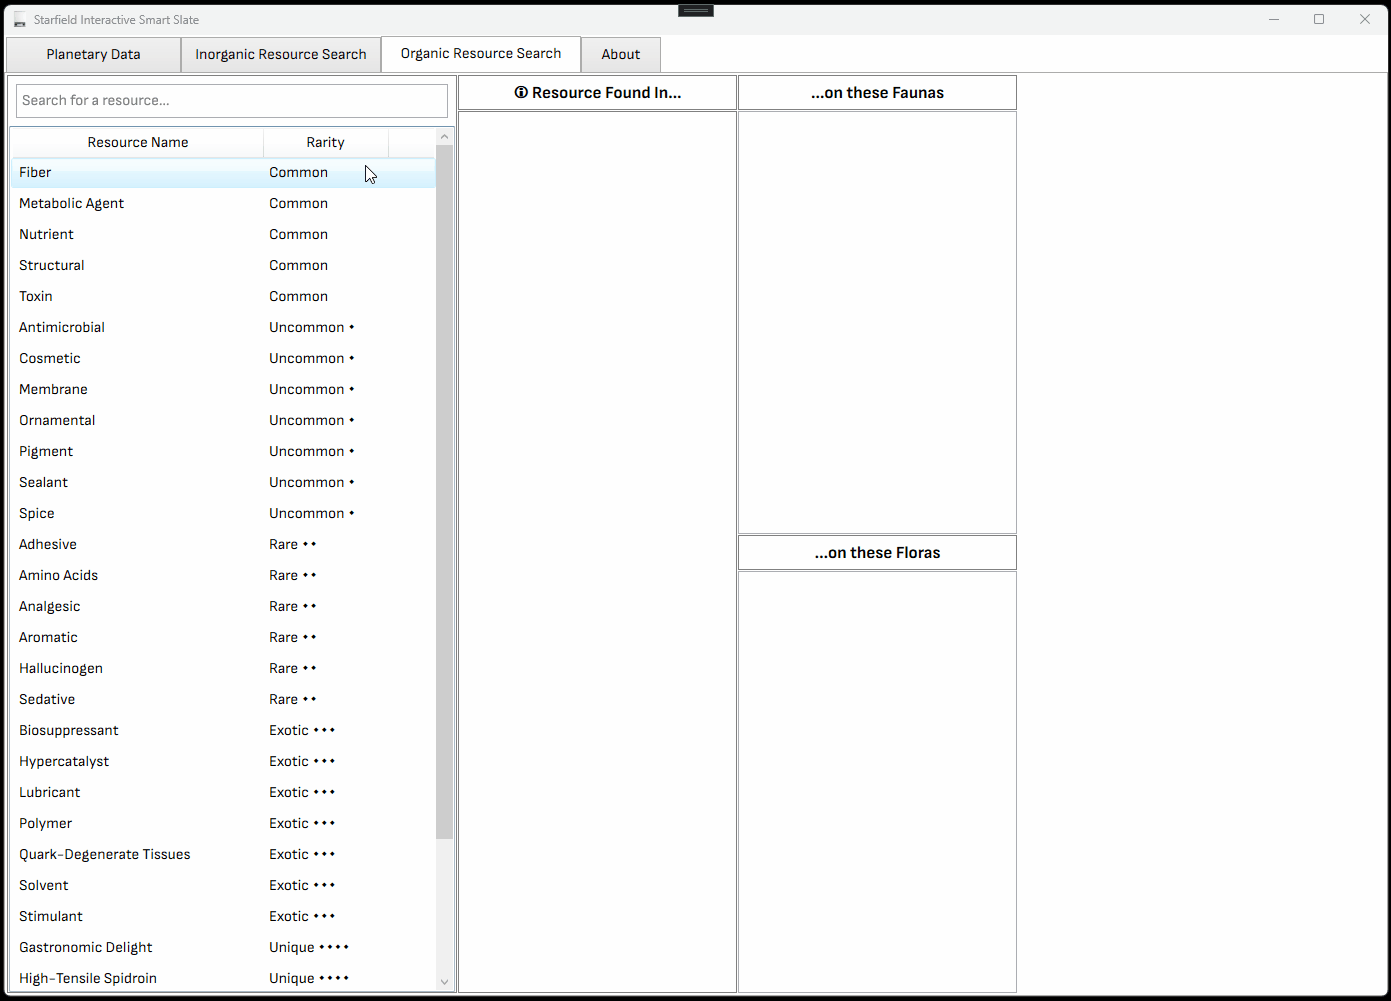 Starfield Interactive Smart Slate
Planetary Data Inorganic Resource Search Organic Resource Search About
Search for a resource...
Resource Name Rarity
Fiber Common
Metabolic Agent Common
Nutrient Common
Structural Common
Toxin Common
Antimicrobial Uncommon
Cosmetic Uncommon
Membrane Uncommon
Ornamental Uncommon
Pigment Uncommon
Sealant Uncommon
Spice Uncommon
Adhesive Rare
Amino Acids Rare
Analgesic Rare
Aromatic Rare
Hallucinogen Rare
Sedative Rare
Biosuppressant Exotic
Hypercatalyst Exotic
Lubricant Exotic
Polymer Exotic
Quark-Degenerate Tissues Exotic
Solvent Exotic
Stimulant Exotic
Gastronomic Delight Unique
High-Tensile Spidroin Unique
Resource Found In...
...on these Faunas
...on these Floras